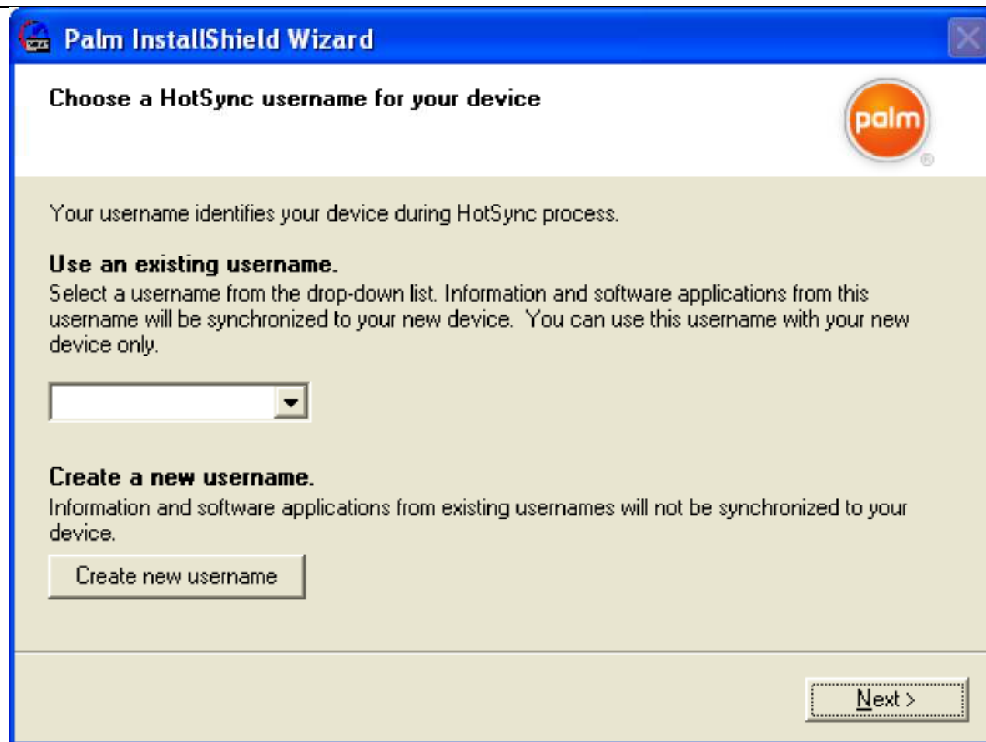 Palm InstallShield Wizard
Choose a HotSync username for your device
palm
®
Your username identifies your device during HotSync process.
Use an existing username.
Select a username from the drop-down list. Information and software applications from this
username will be synchronized to your new device.  You can use this username with your new
device only.
Create a new username.
Information and software applications from existing usernames will not be synchronized to your
device.
Create new username
Next >